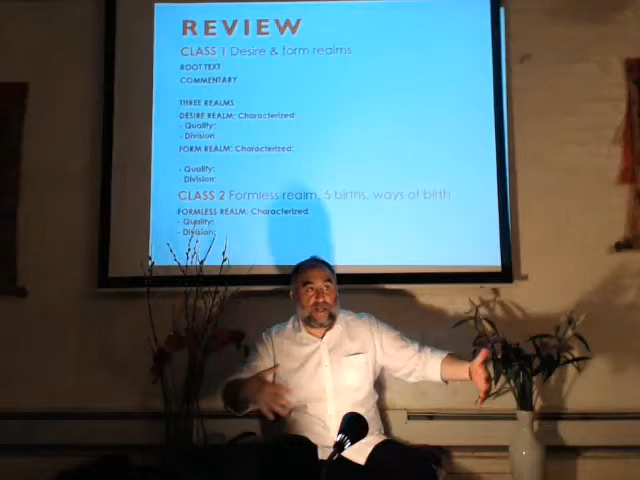 REVIEW
CLASS 1 Desire & form realms
ROOT TEXT
COMMENTARY
THREE REALMS
DESIRE REALM: Characterized
- Quality:
- Division
FORM REALM: Characterized:
- Quality:
Division:
CLASS 2 Formless realm, 5 births, ways of birth
FORMLESS REALM: Characterized:
- Quality:
- Division: